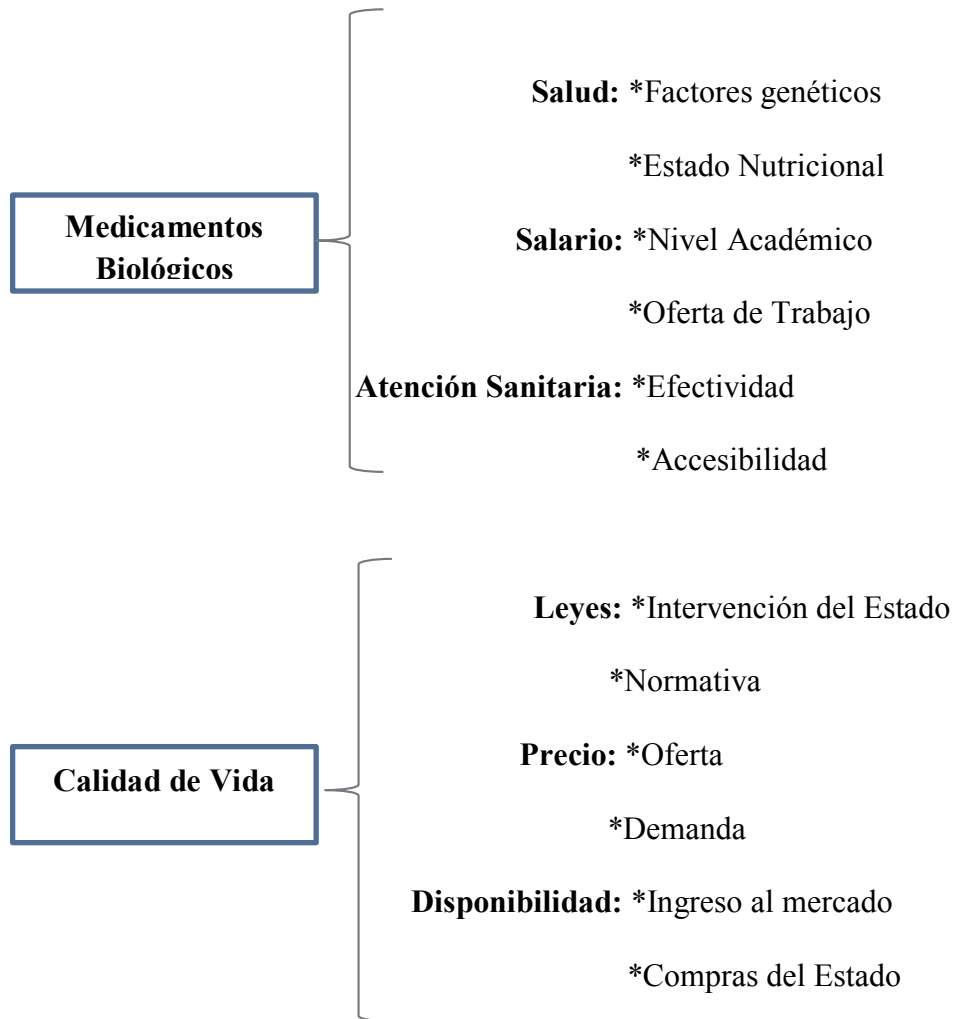 Salud: *Factores genéticos
*Estado Nutricional
Medicamentos
Biológicos
Salario: *Nivel Académico
*Oferta de Trabajo
Atención Sanitaria: *Efectividad
*Accesibilidad
Leyes: *Intervención del Estado
*Normativa
Calidad de Vida
Precio: *Oferta
*Demanda
Disponibilidad: *Ingreso al mercado
*Compras del Estado